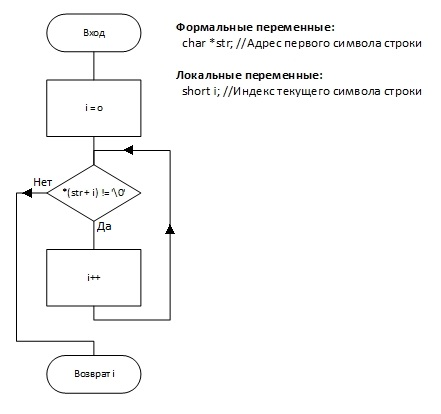 Вход
Формальные переменные:
char *str; //Адрес первого символа строки
Локальные переменные:
short i; //Индекс текущего символа строки
i = 0
Нет
*(str + i) != '\0'
Да
i++
Возврат i